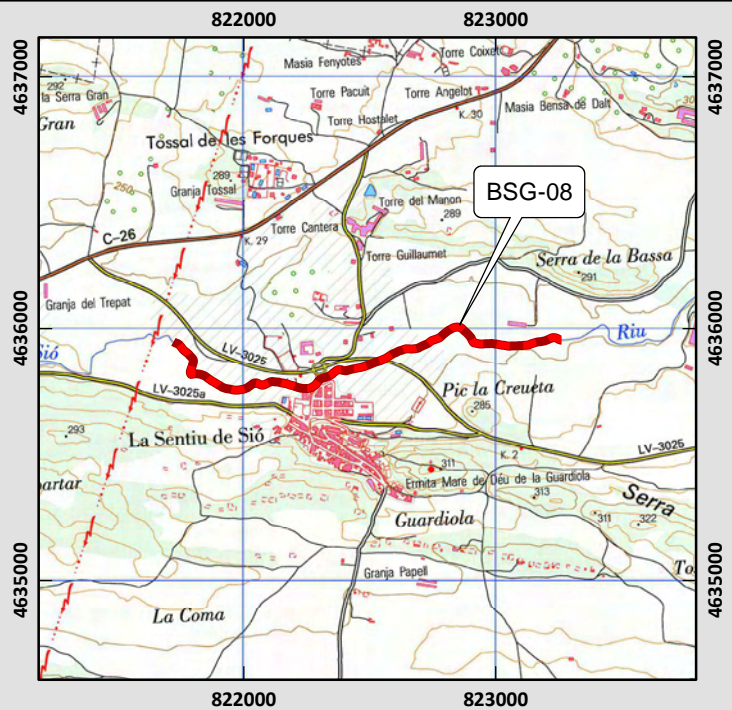 822000 823000
4637000
4637000
Torre Coixet
Masia Fenyotes
292
la Serra Gran
Torre Pacuit
Torre Angelot
K. 30
Masia Bensa de Dalt
Gran
Torre Hostalet
Tossal de les Forques
BSG-08
289
Granja Tossal
250
Torre del Manon
289
C-26
K. 29
Torre Cantera
Torre Guillaumet
Serra de la Bassa
291
Granja del Trepat
4636000
4636000
Riu
Sió
LV-3025
LV-3025a
Pic la Creueta
285
293
La Sentiu de Sió
LV-3025
K. 2
311
Ermita Mare de Déu de la Guardiola
313
partar
Serra
Guardiola
311
322
Granja Papell
To
4635000
4635000
La Coma
822000 823000